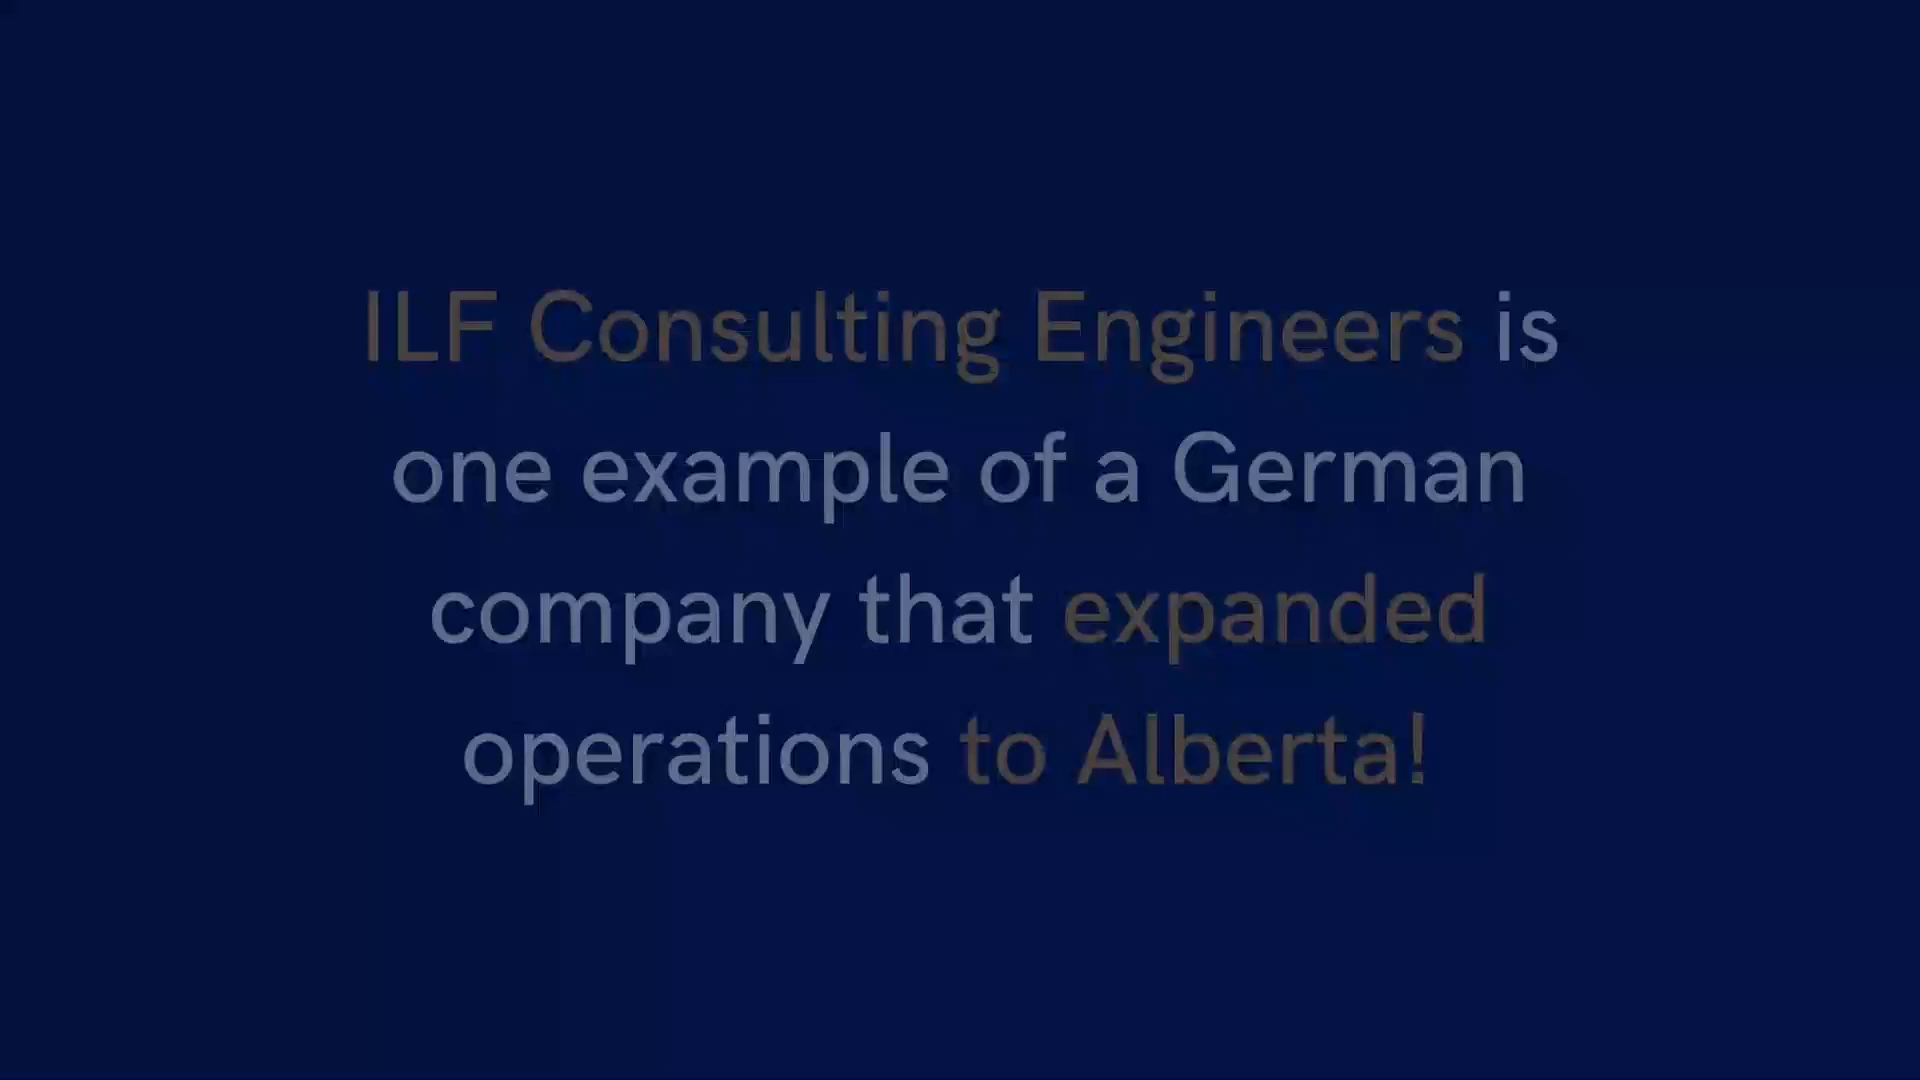 ILF Consulting Engineers is
one example of a German
company that expanded
operations to Alberta!